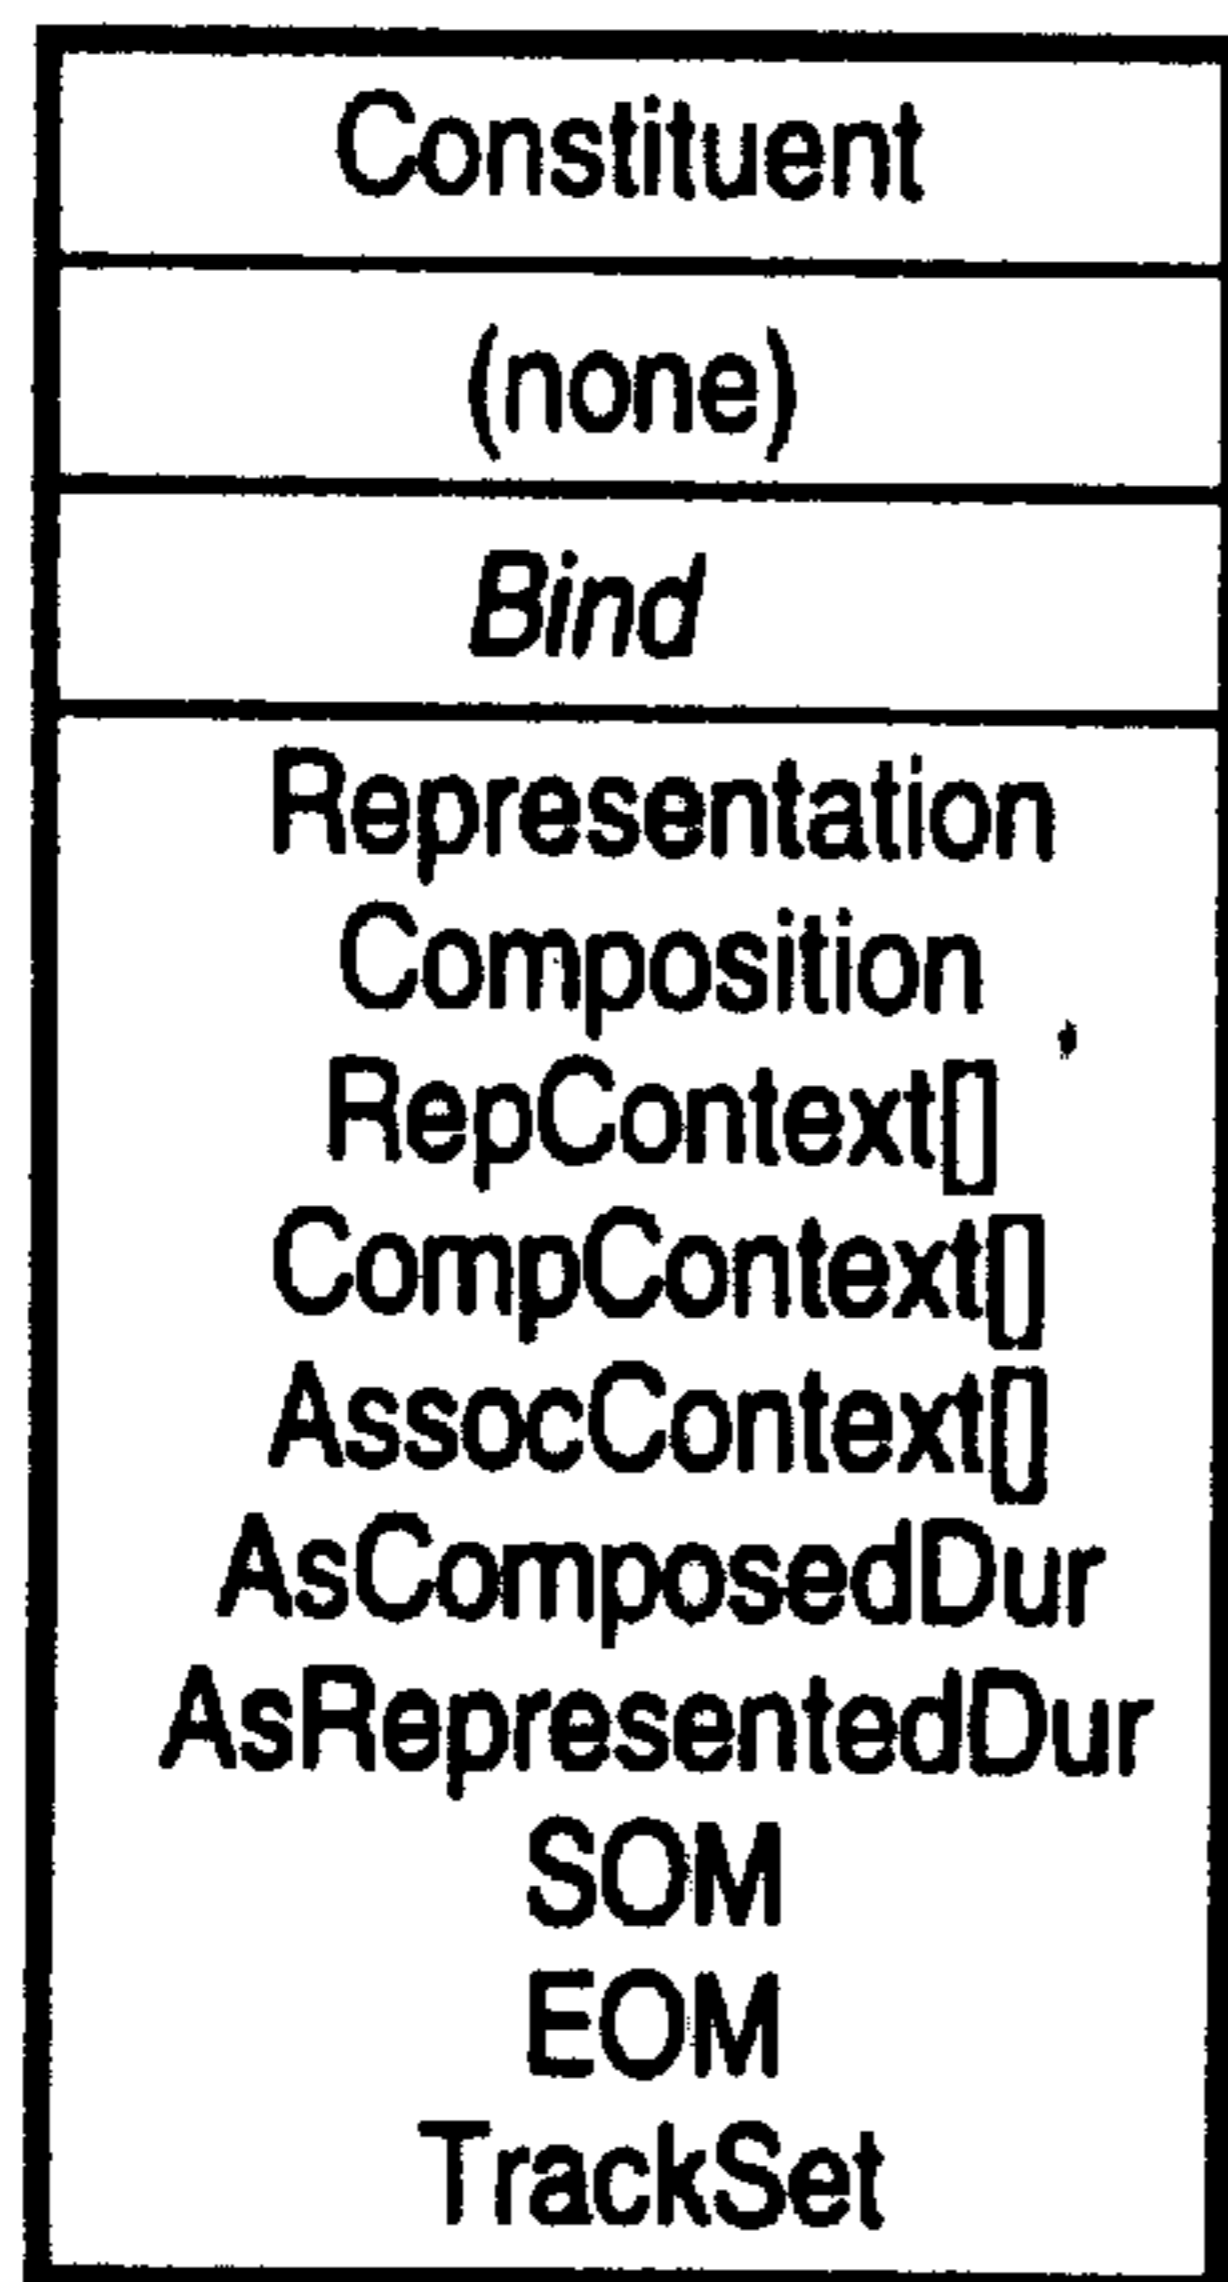 Constituent
(none)
Bind
Representation
Composition
RepContext[]
CompContext[]
AssocContext[]
AsComposedDur
AsRepresentedDur
SOM
EOM
TrackSet